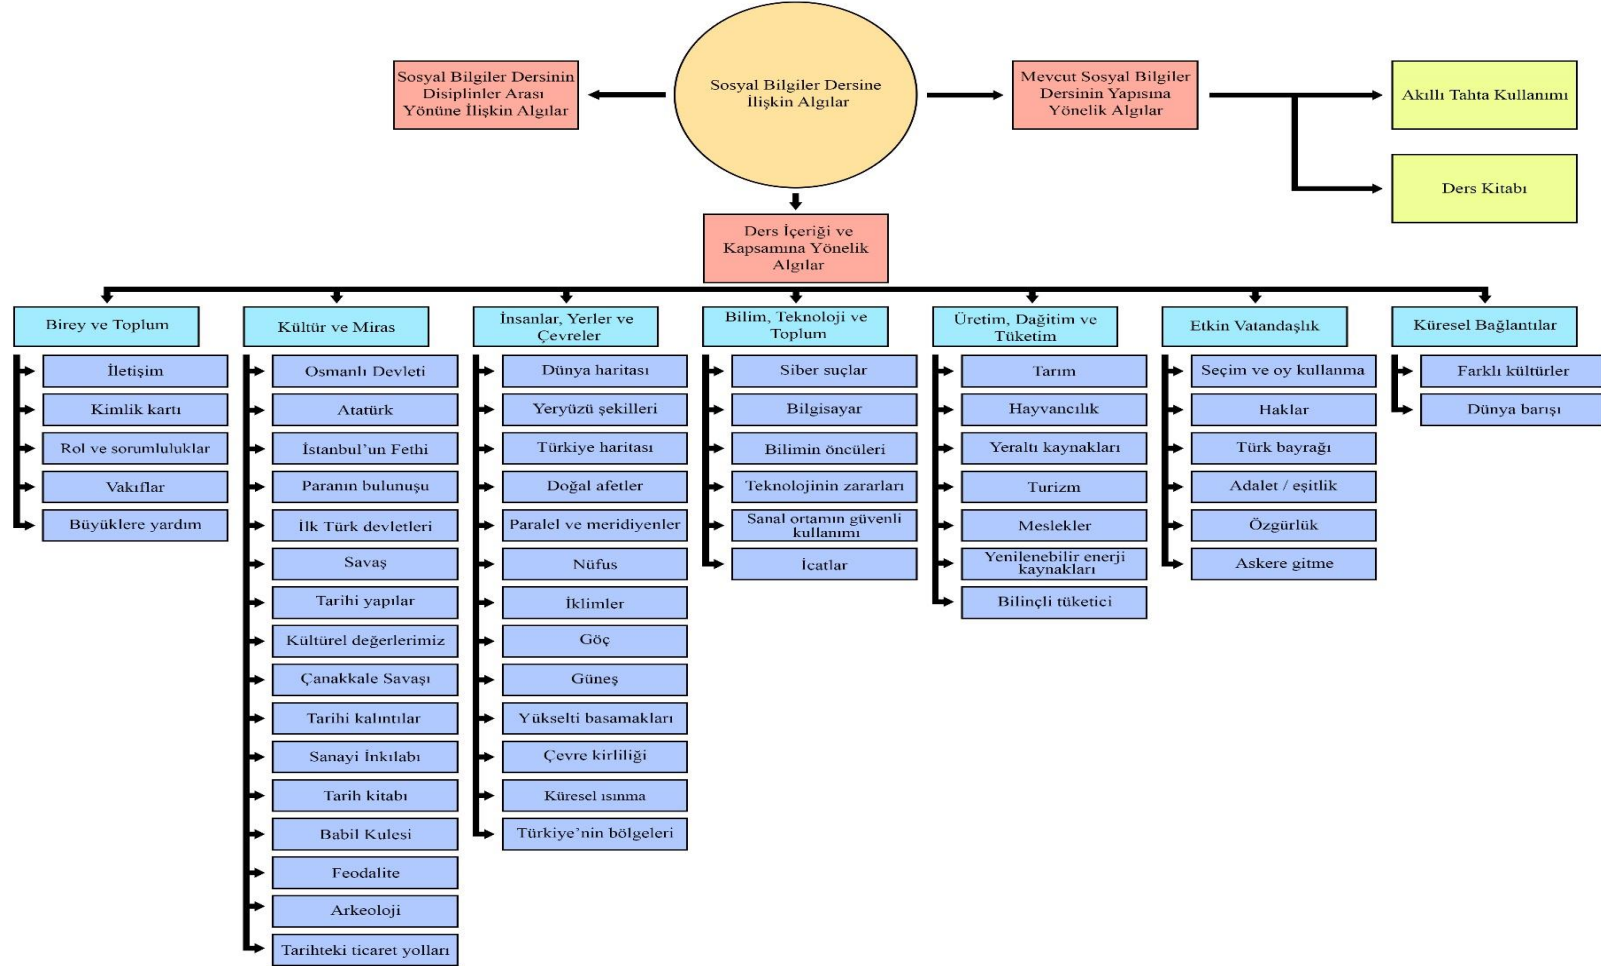 Sosyal Bilgiler Dersinin
Disiplinler Arası
Yönüne İlişkin Algılar
Sosyal Bilgiler Dersine
İlişkin Algılar
Mevcut Sosyal Bilgiler
Dersinin Yapısına
Yönelik Algılar
Akıllı Tahta Kullanımı
Ders Kitabı
Ders İçeriği ve
Kapsamına Yönelik
Algılar
Birey ve Toplum
İletişim
Kimlik kartı
Rol ve sorumluluklar
Vakıflar
Büyüklere yardım
Kültür ve Miras
Osmanlı Devleti
Atatürk
İstanbul’un Fethi
Paranın bulunuşu
İlk Türk devletleri
Savaş
Tarihi yapılar
Kültürel değerlerimiz
Çanakkale Savaşı
Tarihi kalıntılar
Sanayi İnkılabı
Tarih kitabı
Babil Kulesi
Feodalite
Arkeoloji
Tarihteki ticaret yolları
İnsanlar, Yerler ve
Çevreler
Dünya haritası
Yeryüzü şekilleri
Türkiye haritası
Doğal afetler
Paralel ve meridiyenler
Nüfus
İklimler
Göç
Güneş
Yükselti basamakları
Çevre kirliliği
Küresel ısınma
Türkiye’nin bölgeleri
Bilim, Teknoloji ve
Toplum
Siber suçlar
Bilgisayar
Bilimin öncüleri
Teknolojinin zararları
Sanal ortamın güvenli
kullanımı
İcatlar
Üretim, Dağitim ve
Tüketim
Tarım
Hayvancılık
Yeraltı kaynakları
Turizm
Meslekler
Yenilenebilir enerji
kaynakları
Bilinçli tüketici
Etkin Vatandaşlık
Seçim ve oy kullanma
Haklar
Türk bayrağı
Adalet / eşitlik
Özgürlük
Askere gitme
Küresel Bağlantılar
Farklı kültürler
Dünya barışı